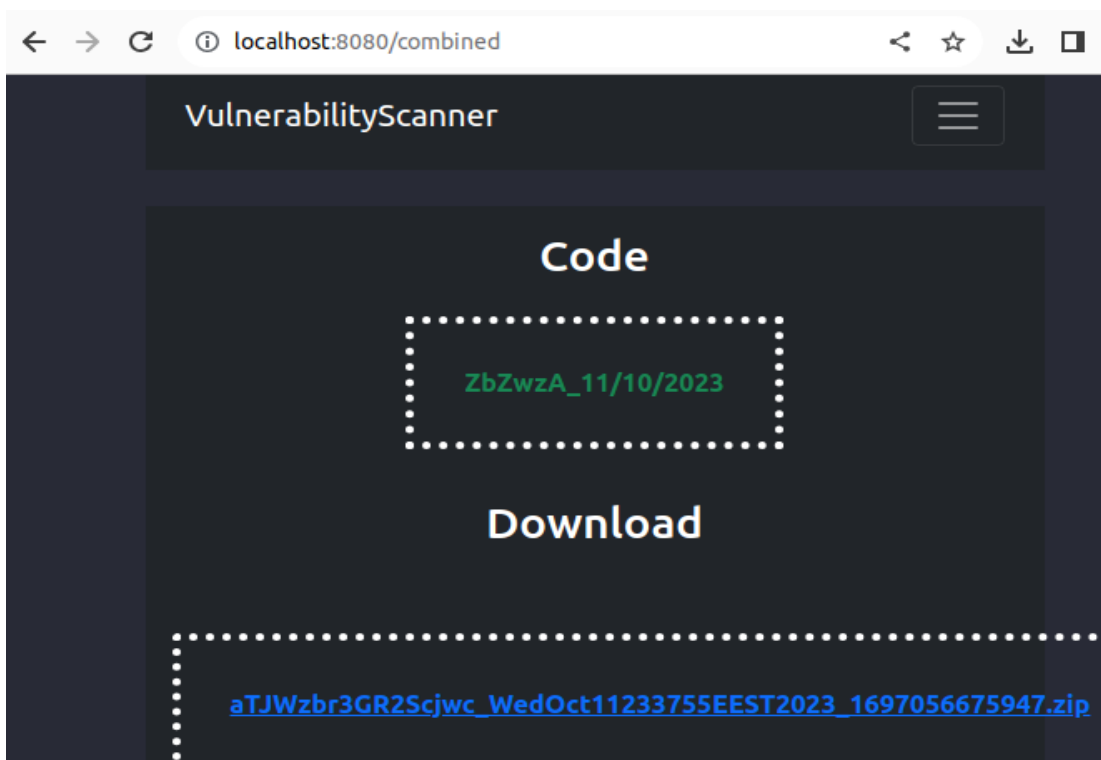 localhost:8080/combined
VulnerabilityScanner
Code
ZbZwzA_11/10/2023
Download
aTJWzbr3GR2Scjwc_WedOct11233755EEST2023_1697056675947.zip